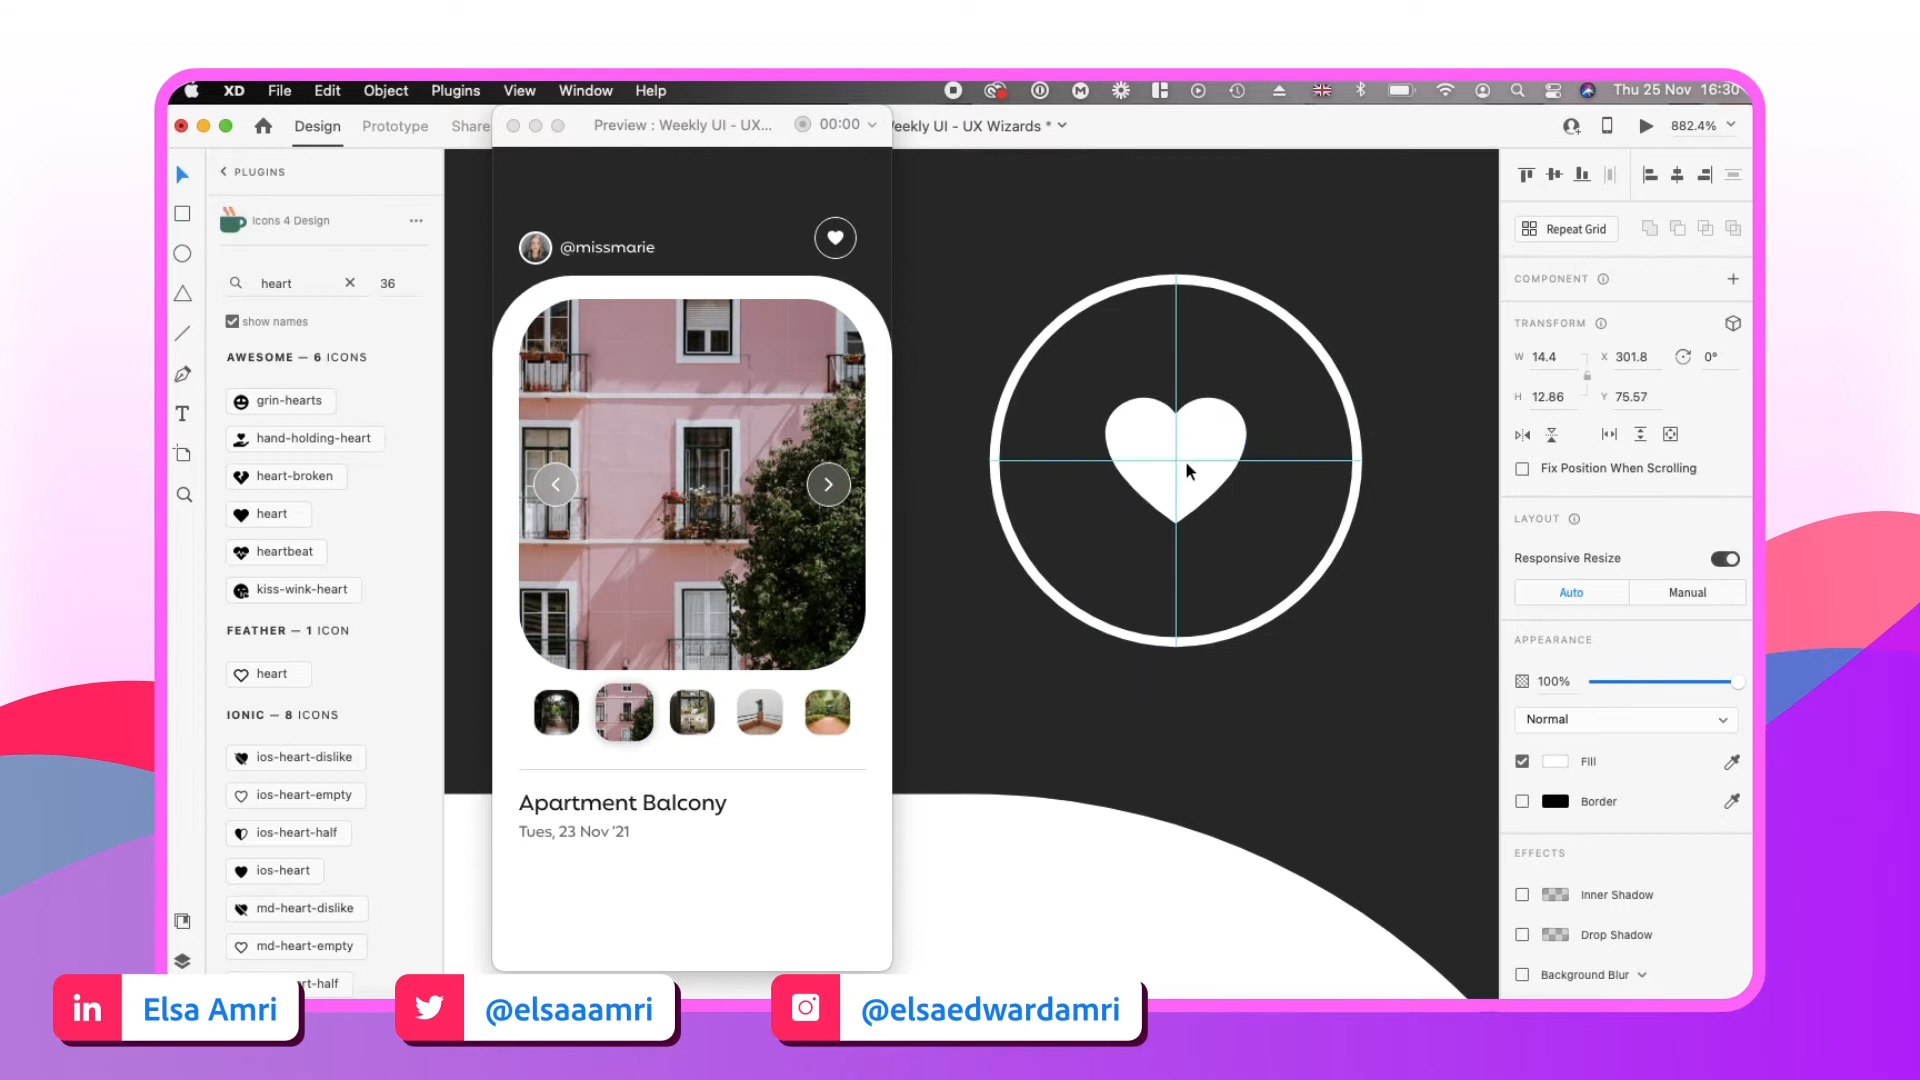 XD File Edit Object Plugins View Window Help
Thu 25 Nov 16:30
Design Prototype Share
Preview : Weekly UI - UX... 00:00
eekly UI - UX Wizards *
882.4%
PLUGINS
Icons 4 Design
heart 36
show names
AWESOME — 6 ICONS
grin-hearts
hand-holding-heart
heart-broken
heart
heartbeat
kiss-wink-heart
FEATHER — 1 ICON
heart
IONIC — 8 ICONS
ios-heart-dislike
ios-heart-empty
ios-heart-half
ios-heart
md-heart-dislike
md-heart-empty
rt-half
@missmarie
Apartment Balcony
Tues, 23 Nov '21
Repeat Grid
COMPONENT
TRANSFORM
W 14.4 X 301.8 0°
H 12.86 Y 75.57
Fix Position When Scrolling
LAYOUT
Responsive Resize
Auto Manual
APPEARANCE
100%
Normal
Fill
Border
EFFECTS
Inner Shadow
Drop Shadow
Background Blur
in Elsa Amri
@elsaaamri
@elsaedwardamri